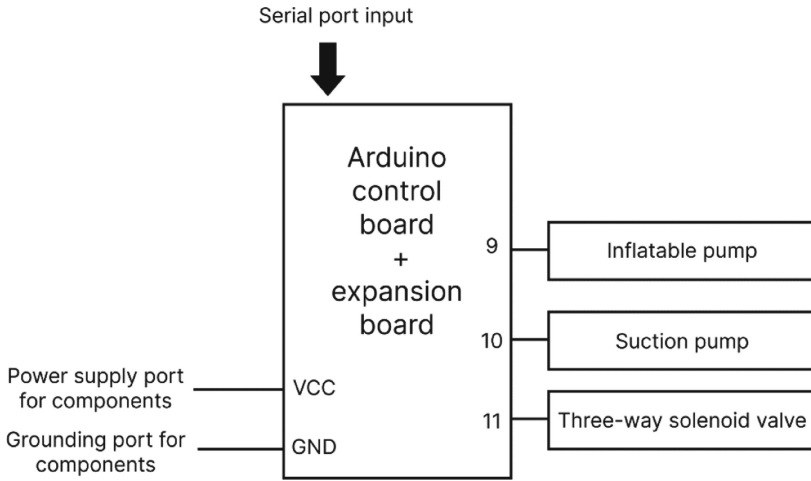 Serial port input
Arduino
control
board
+
expansion
board
9
Inflatable pump
10
Suction pump
11
Three-way solenoid valve
Power supply port
for components
VCC
Grounding port for
components
GND